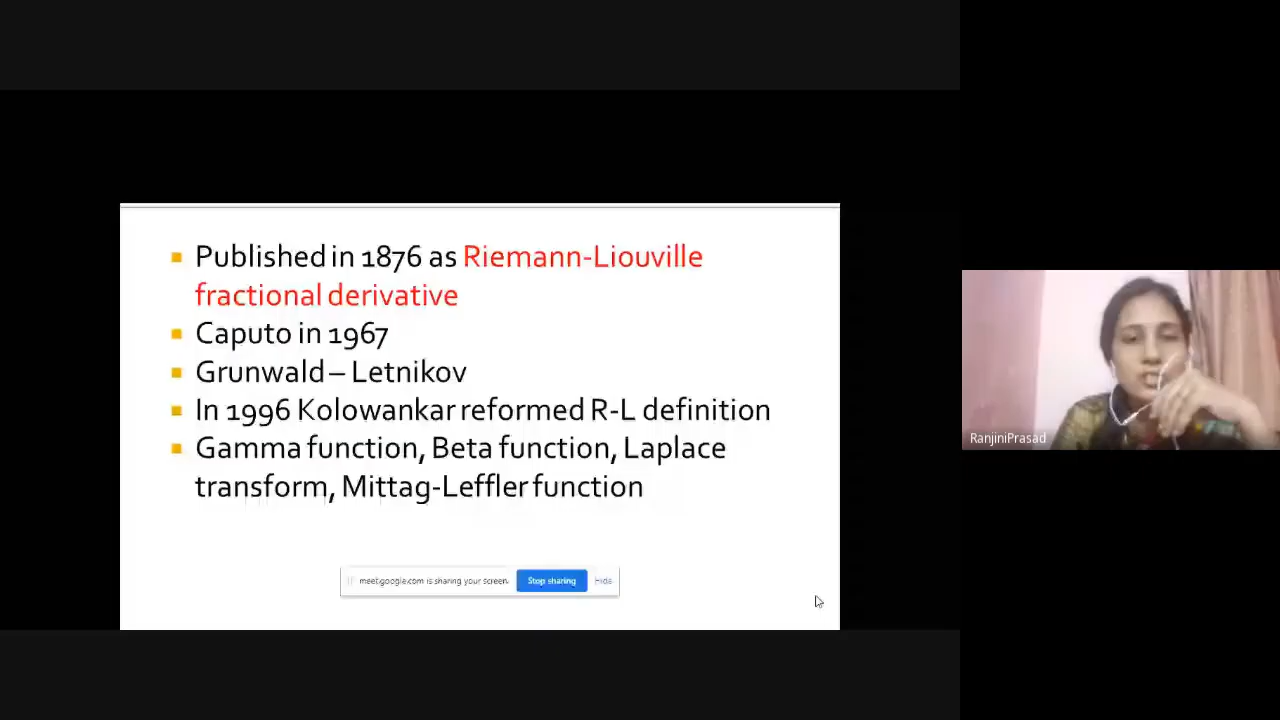 Published in 1876 as Riemann-Liouville
fractional derivative
Caputo in 1967
Grunwald – Letnikov
In 1996 Kolowankar reformed R-L definition
Gamma function, Beta function, Laplace
transform, Mittag-Leffler function
meet.google.com is sharing your screen.
Stop sharing
Hide
RanjiniPrasad